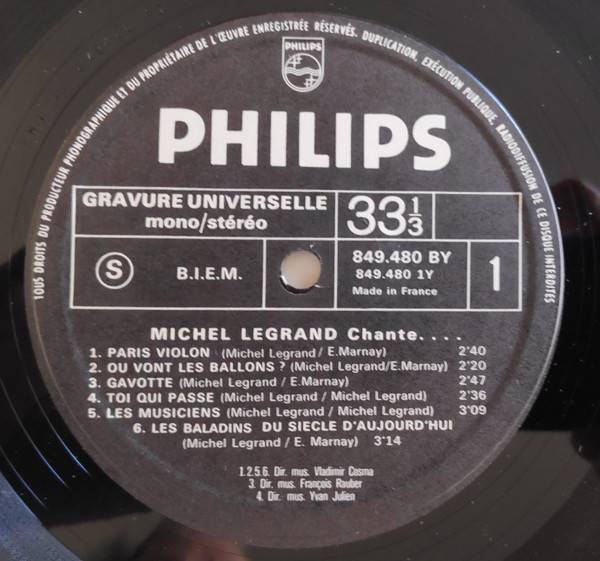 TOUS DROITS DU PRODUCTEUR PHONOGRAPHIQUE ET DU PROPRIÉTAIRE DE L'ŒUVRE ENREGISTRÉE RÉSERVÉS. DUPLICATION, EXÉCUTION PUBLIQUE, RADIODIFFUSION DE CE DISQUE INTERDITES
PHILIPS
PHILIPS
GRAVURE UNIVERSELLE
mono/stéréo
33⅓
S
B.I.E.M.
849.480 BY
849.480 1Y
Made in France
1
MICHEL LEGRAND Chante. . . .
1. PARIS VIOLON (Michel Legrand / E.Marnay) 2'40
2. OU VONT LES BALLONS ? (Michel Legrand/E.Marnay) 2'20
3. GAVOTTE (Michel Legrand / E.Marnay) 2'47
4. TOI QUI PASSE (Michel Legrand / Michel Legrand) 2'36
5. LES MUSICIENS (Michel Legrand / Michel Legrand) 3'09
6. LES BALADINS DU SIECLE D'AUJOURD'HUI
(Michel Legrand / E. Marnay) 3'14
1.2.5.6. Dir. mus. Vladimir Cosma
3. Dir. mus. François Rauber
4. Dir. mus. Yvan Julien